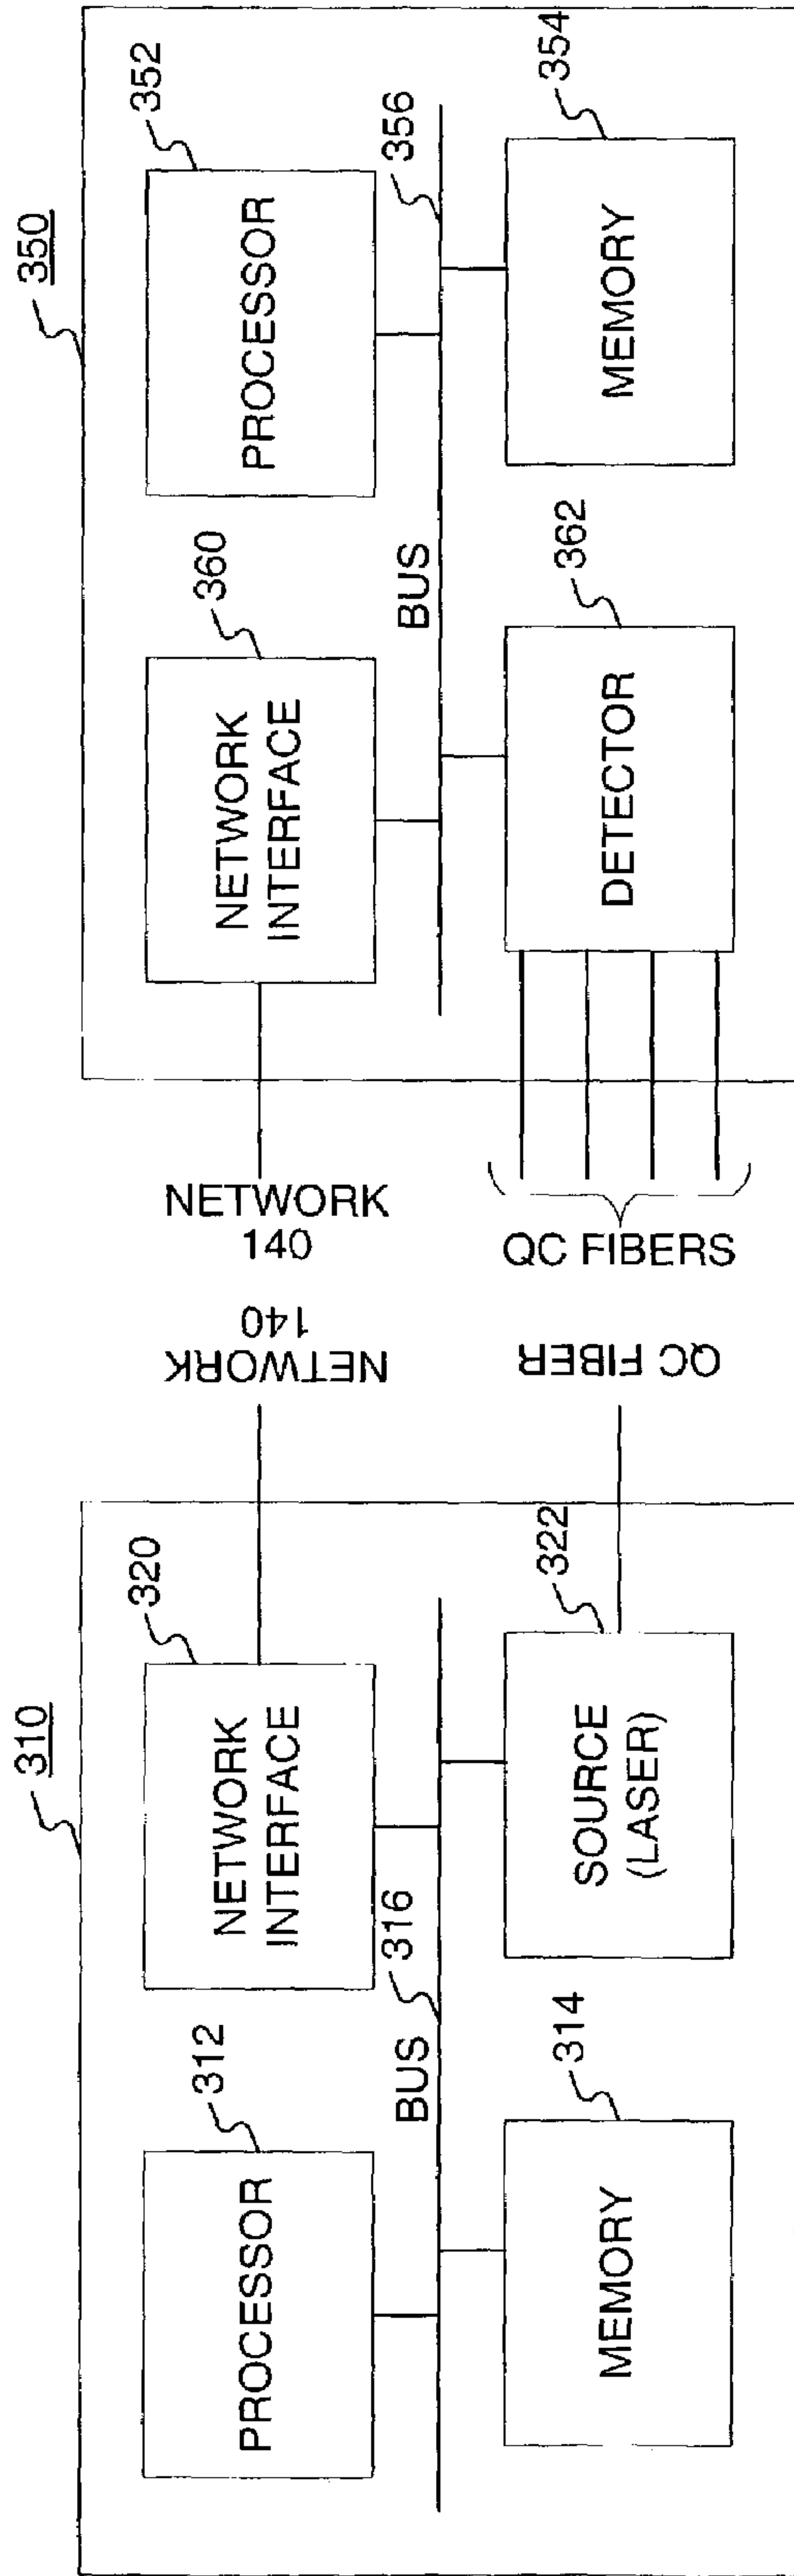 310
PROCESSOR
312
NETWORK
INTERFACE
320
NETWORK
140
BUS
316
MEMORY
314
SOURCE
(LASER)
322
QC FIBER
350
NETWORK
140
NETWORK
INTERFACE
360
PROCESSOR
352
BUS
356
QC FIBERS
DETECTOR
362
MEMORY
354